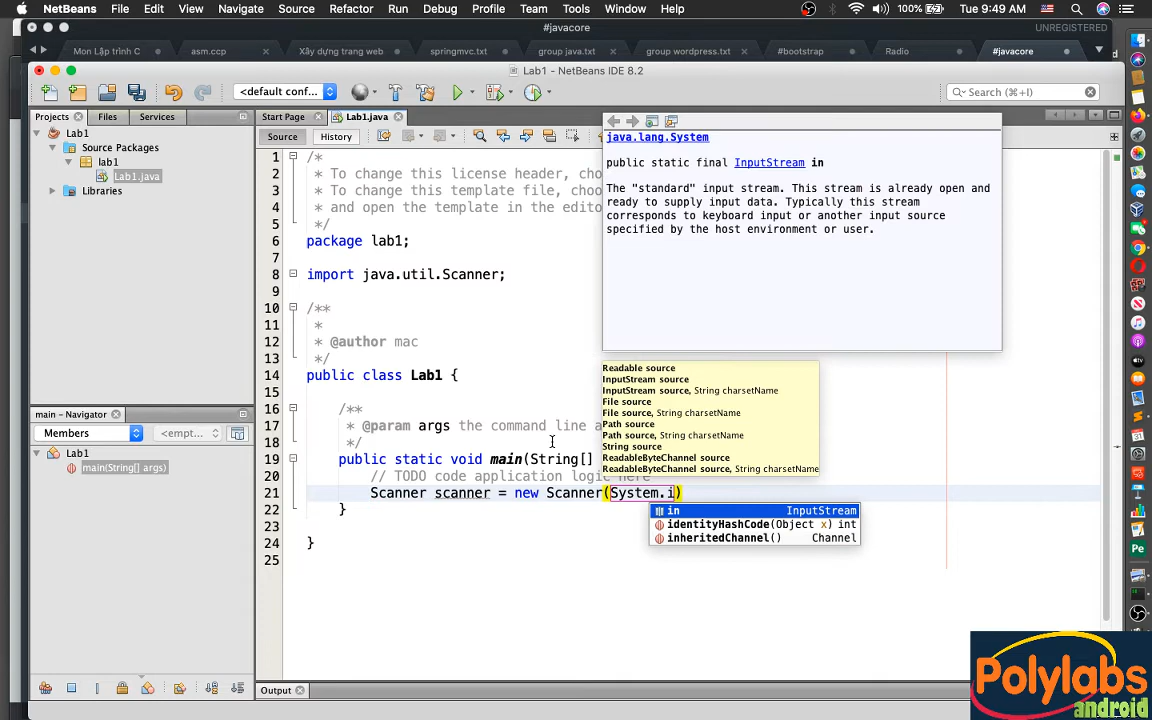 NetBeans File Edit View Navigate Source Refactor Run Debug Profile Team Tools Window Help 100% Tue 9:49 AM
#javacore UNREGISTERED
Mon Lập trình C asm.ccp Xây dựng trang web springmvc.txt group java.txt group wordpress.txt #bootstrap Radio #javacore
Lab1 - NetBeans IDE 8.2
<default conf... Search (⌘+I)
Projects Files Services Start Page Lab1.java
Source History
Lab1
Source Packages
lab1
Lab1.java
Libraries
main - Navigator
Members <empt...
Lab1
main(String[] args)
1 /*
2 * To change this license header, cho
3 * To change this template file, choo
4 * and open the template in the edito
5 */
6 package lab1;
7
8 import java.util.Scanner;
9
10 /**
11 *
12 * @author mac
13 */
14 public class Lab1 {
15
16 /**
17 * @param args the command line a
18 */
19 public static void main(String[]
20 // TODO code application logic here
21 Scanner scanner = new Scanner(System.i)
22 }
23
24 }
25
java.lang.System
public static final InputStream in
The "standard" input stream. This stream is already open and
ready to supply input data. Typically this stream
corresponds to keyboard input or another input source
specified by the host environment or user.
Readable source
InputStream source
InputStream source, String charsetName
File source
File source, String charsetName
Path source
Path source, String charsetName
String source
ReadableByteChannel source
ReadableByteChannel source, String charsetName
in InputStream
identityHashCode(Object x) int
inheritedChannel() Channel
Output
Pe
Polylabs
android